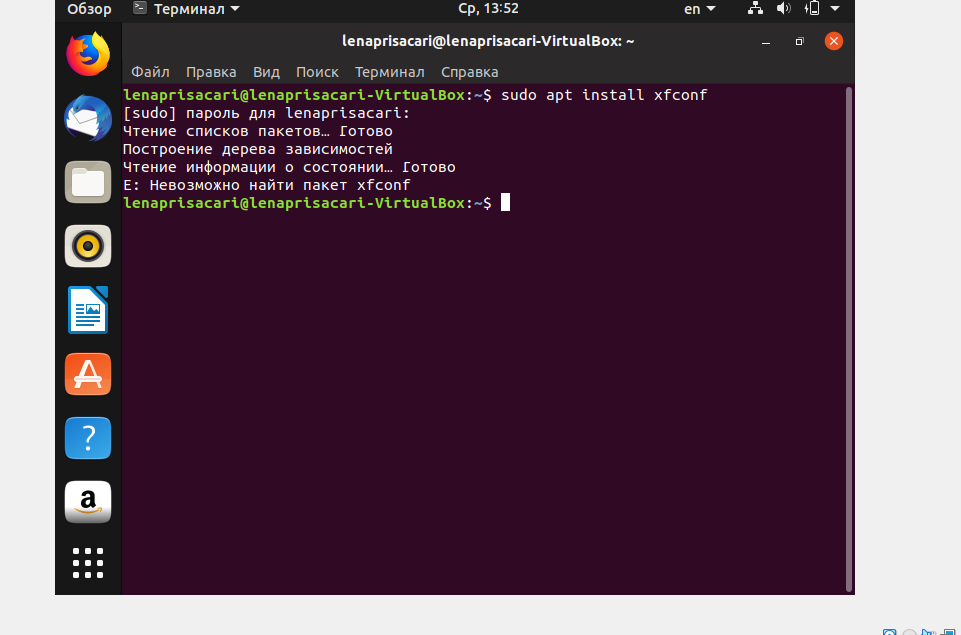 Обзор Терминал Ср, 13:52 en
lenaprisacari@lenaprisacari-VirtualBox: ~
Файл Правка Вид Поиск Терминал Справка
lenaprisacari@lenaprisacari-VirtualBox:~$ sudo apt install xfconf
[sudo] пароль для lenaprisacari:
Чтение списков пакетов… Готово
Построение дерева зависимостей
Чтение информации о состоянии… Готово
E: Невозможно найти пакет xfconf
lenaprisacari@lenaprisacari-VirtualBox:~$